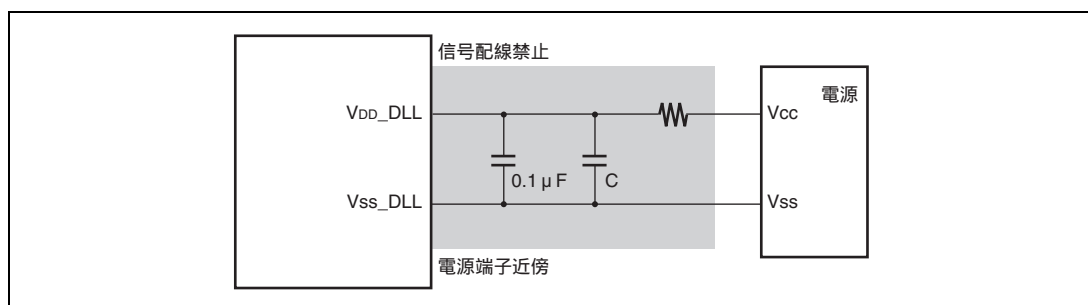 信号配線禁止
VDD_DLL
Vcc
電源
0.1 μ F
C
Vss_DLL
Vss
電源端子近傍